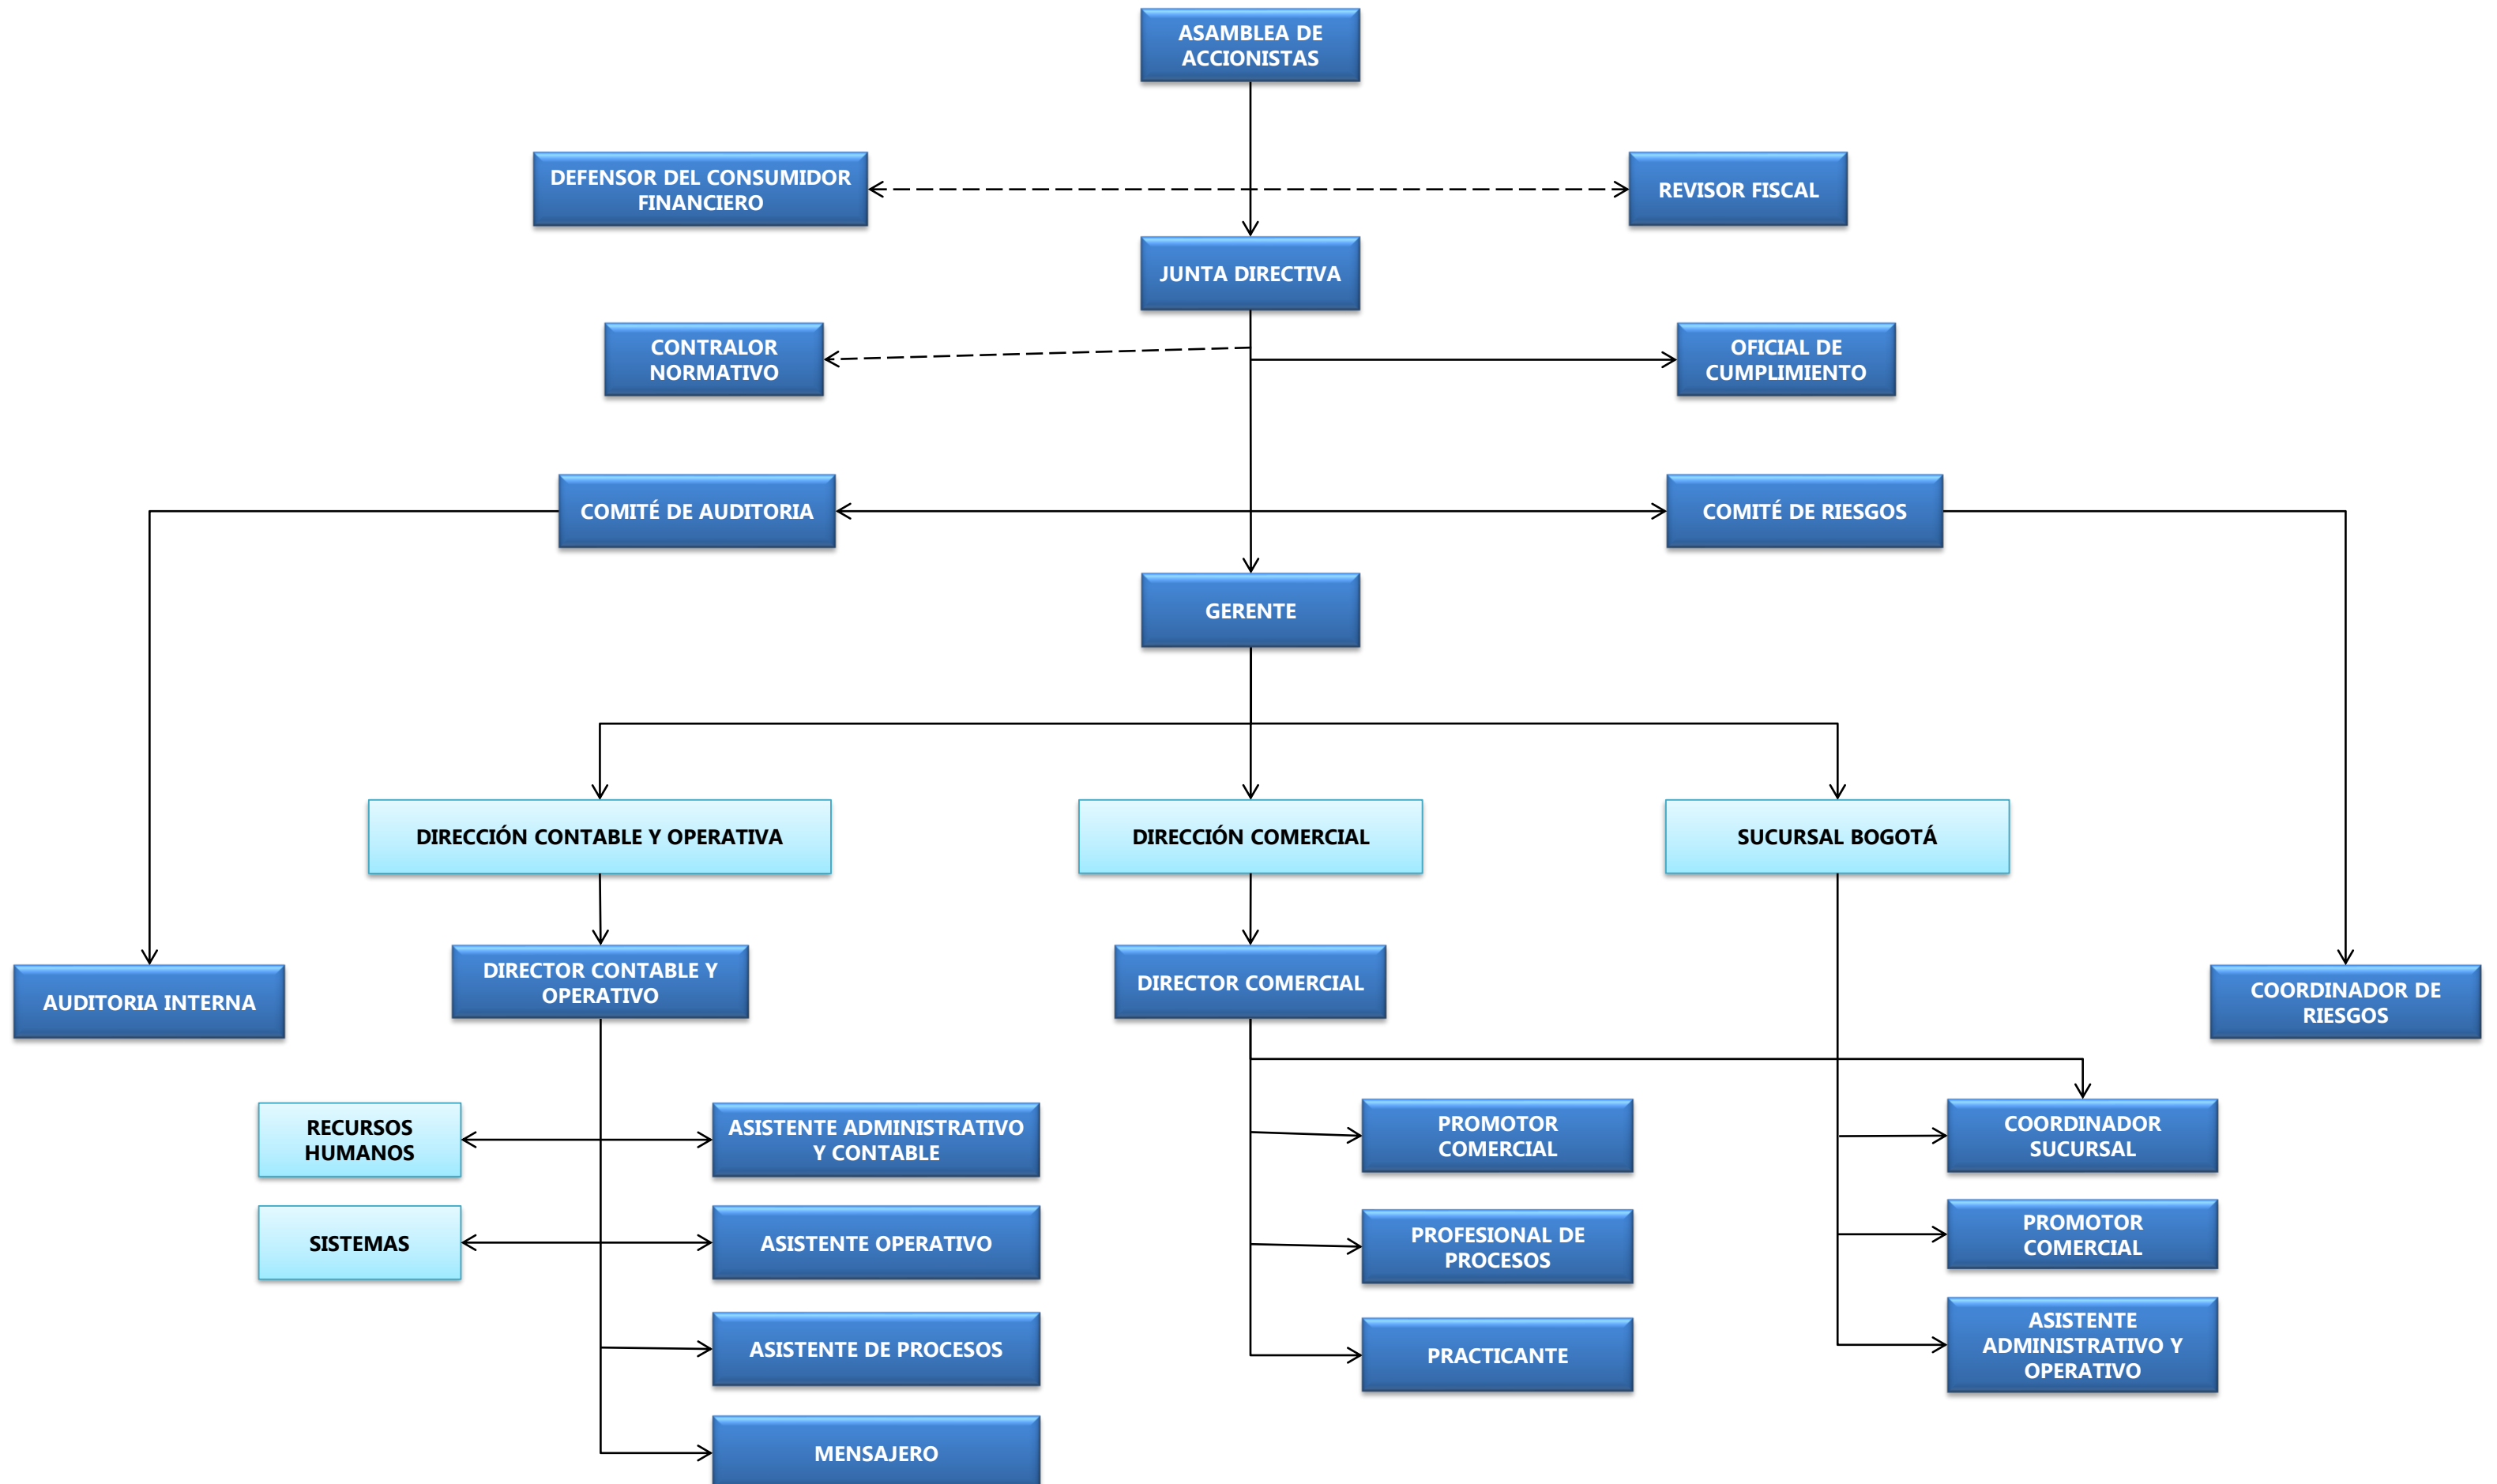 ASAMBLEA DE
ACCIONISTAS
DEFENSOR DEL CONSUMIDOR
FINANCIERO
REVISOR FISCAL
JUNTA DIRECTIVA
CONTRALOR
NORMATIVO
OFICIAL DE
CUMPLIMIENTO
COMITÉ DE AUDITORIA
COMITÉ DE RIESGOS
GERENTE
DIRECCIÓN CONTABLE Y OPERATIVA
DIRECCIÓN COMERCIAL
SUCURSAL BOGOTÁ
AUDITORIA INTERNA
DIRECTOR CONTABLE Y
OPERATIVO
DIRECTOR COMERCIAL
COORDINADOR DE
RIESGOS
RECURSOS
HUMANOS
ASISTENTE ADMINISTRATIVO
Y CONTABLE
PROMOTOR
COMERCIAL
COORDINADOR
SUCURSAL
SISTEMAS
ASISTENTE OPERATIVO
PROFESIONAL DE
PROCESOS
PROMOTOR
COMERCIAL
ASISTENTE DE PROCESOS
PRACTICANTE
ASISTENTE
ADMINISTRATIVO Y
OPERATIVO
MENSAJERO